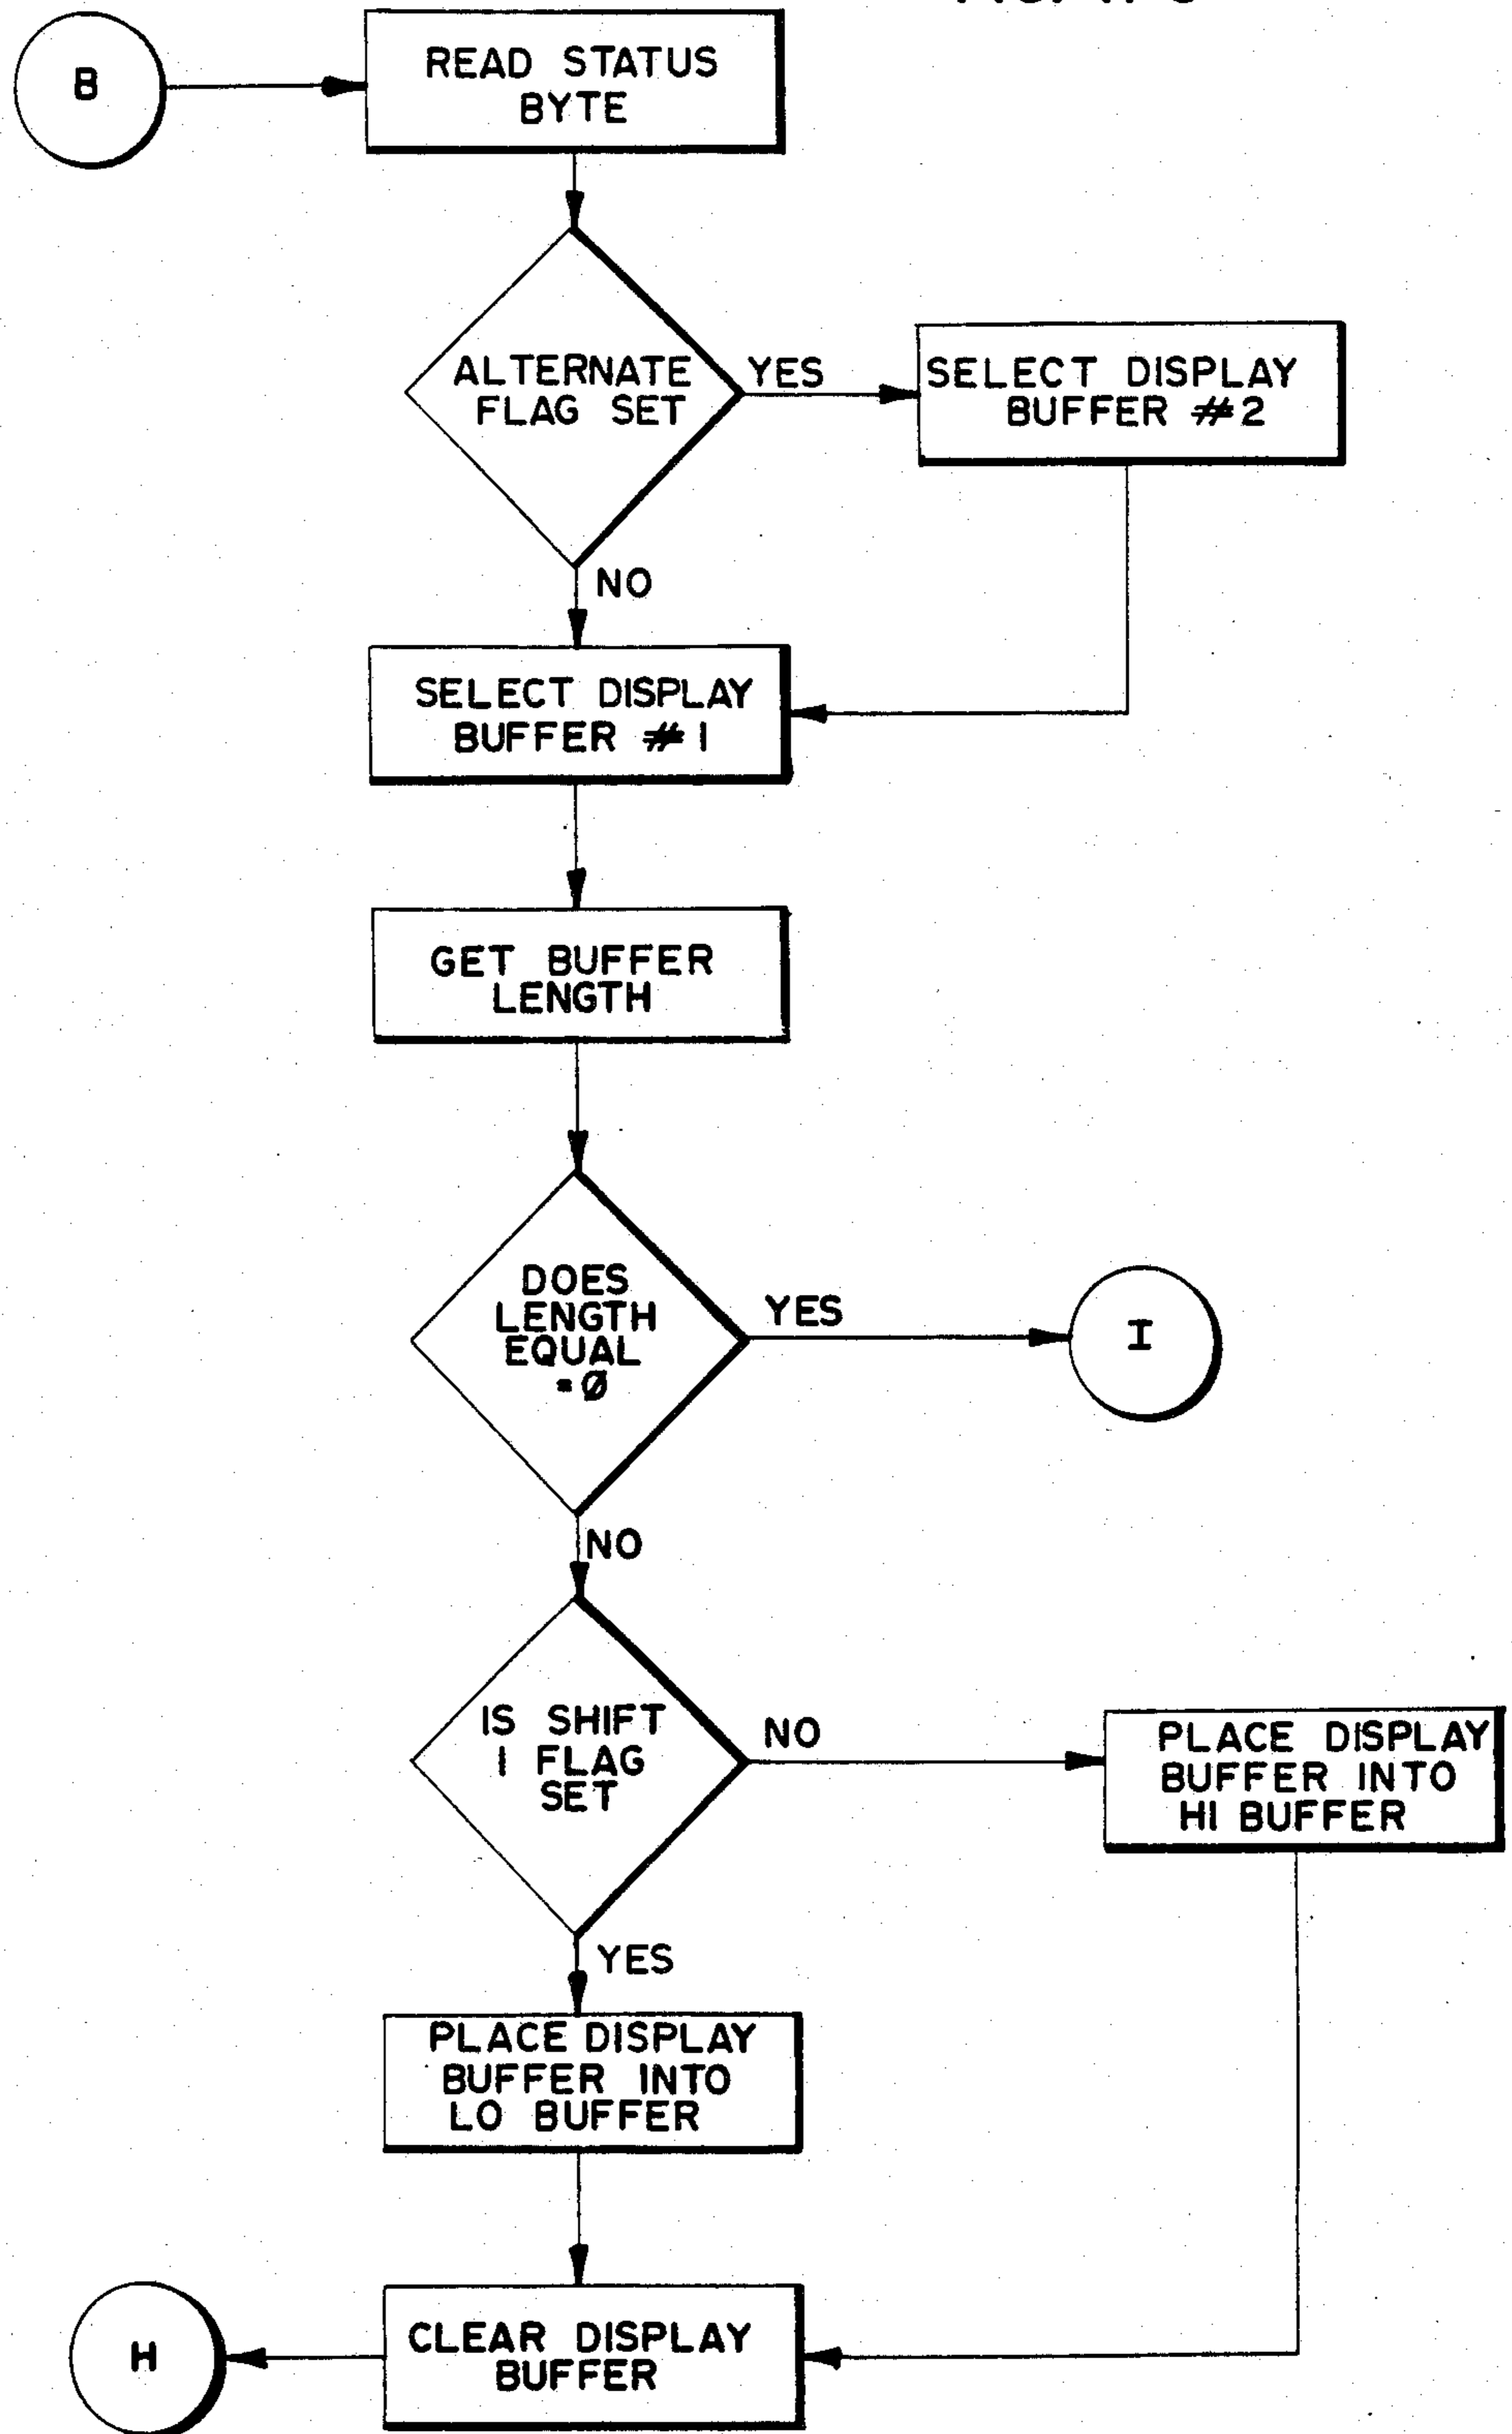 B
READ STATUS
BYTE
ALTERNATE
FLAG SET
YES
SELECT DISPLAY
BUFFER #2
NO
SELECT DISPLAY
BUFFER #1
GET BUFFER
LENGTH
DOES
LENGTH
EQUAL
=Ø
YES
I
NO
IS SHIFT
1 FLAG
SET
NO
PLACE DISPLAY
BUFFER INTO
HI BUFFER
YES
PLACE DISPLAY
BUFFER INTO
LO BUFFER
CLEAR DISPLAY
BUFFER
H